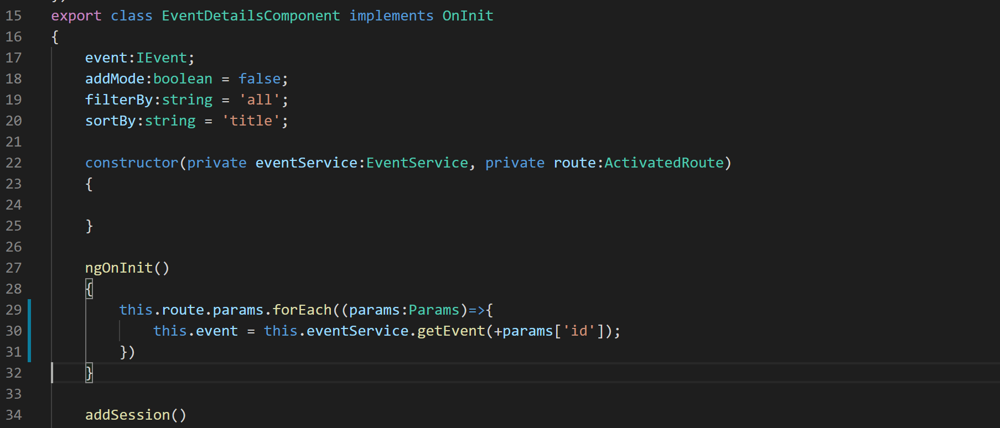 15 export class EventDetailsComponent implements OnInit
16 {
17 event:IEvent;
18 addMode:boolean = false;
19 filterBy:string = 'all';
20 sortBy:string = 'title';
21
22 constructor(private eventService:EventService, private route:ActivatedRoute)
23 {
24
25 }
26
27 ngOnInit()
28 {
29 this.route.params.forEach((params:Params)=>{
30 this.event = this.eventService.getEvent(+params['id']);
31 })
32 }
33
34 addSession()